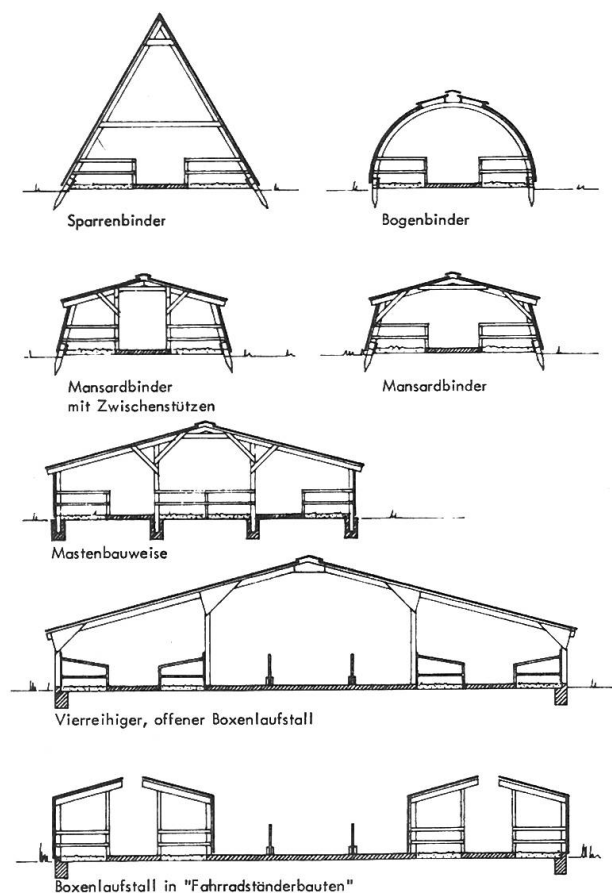 Sparrenbinder
Bogenbinder
Mansardbinder
mit Zwischenstützen
Mansardbinder
Mastenbauweise
Vierreihiger, offener Boxenlaufstall
Boxenlaufstall in "Fahrradständerbauten"